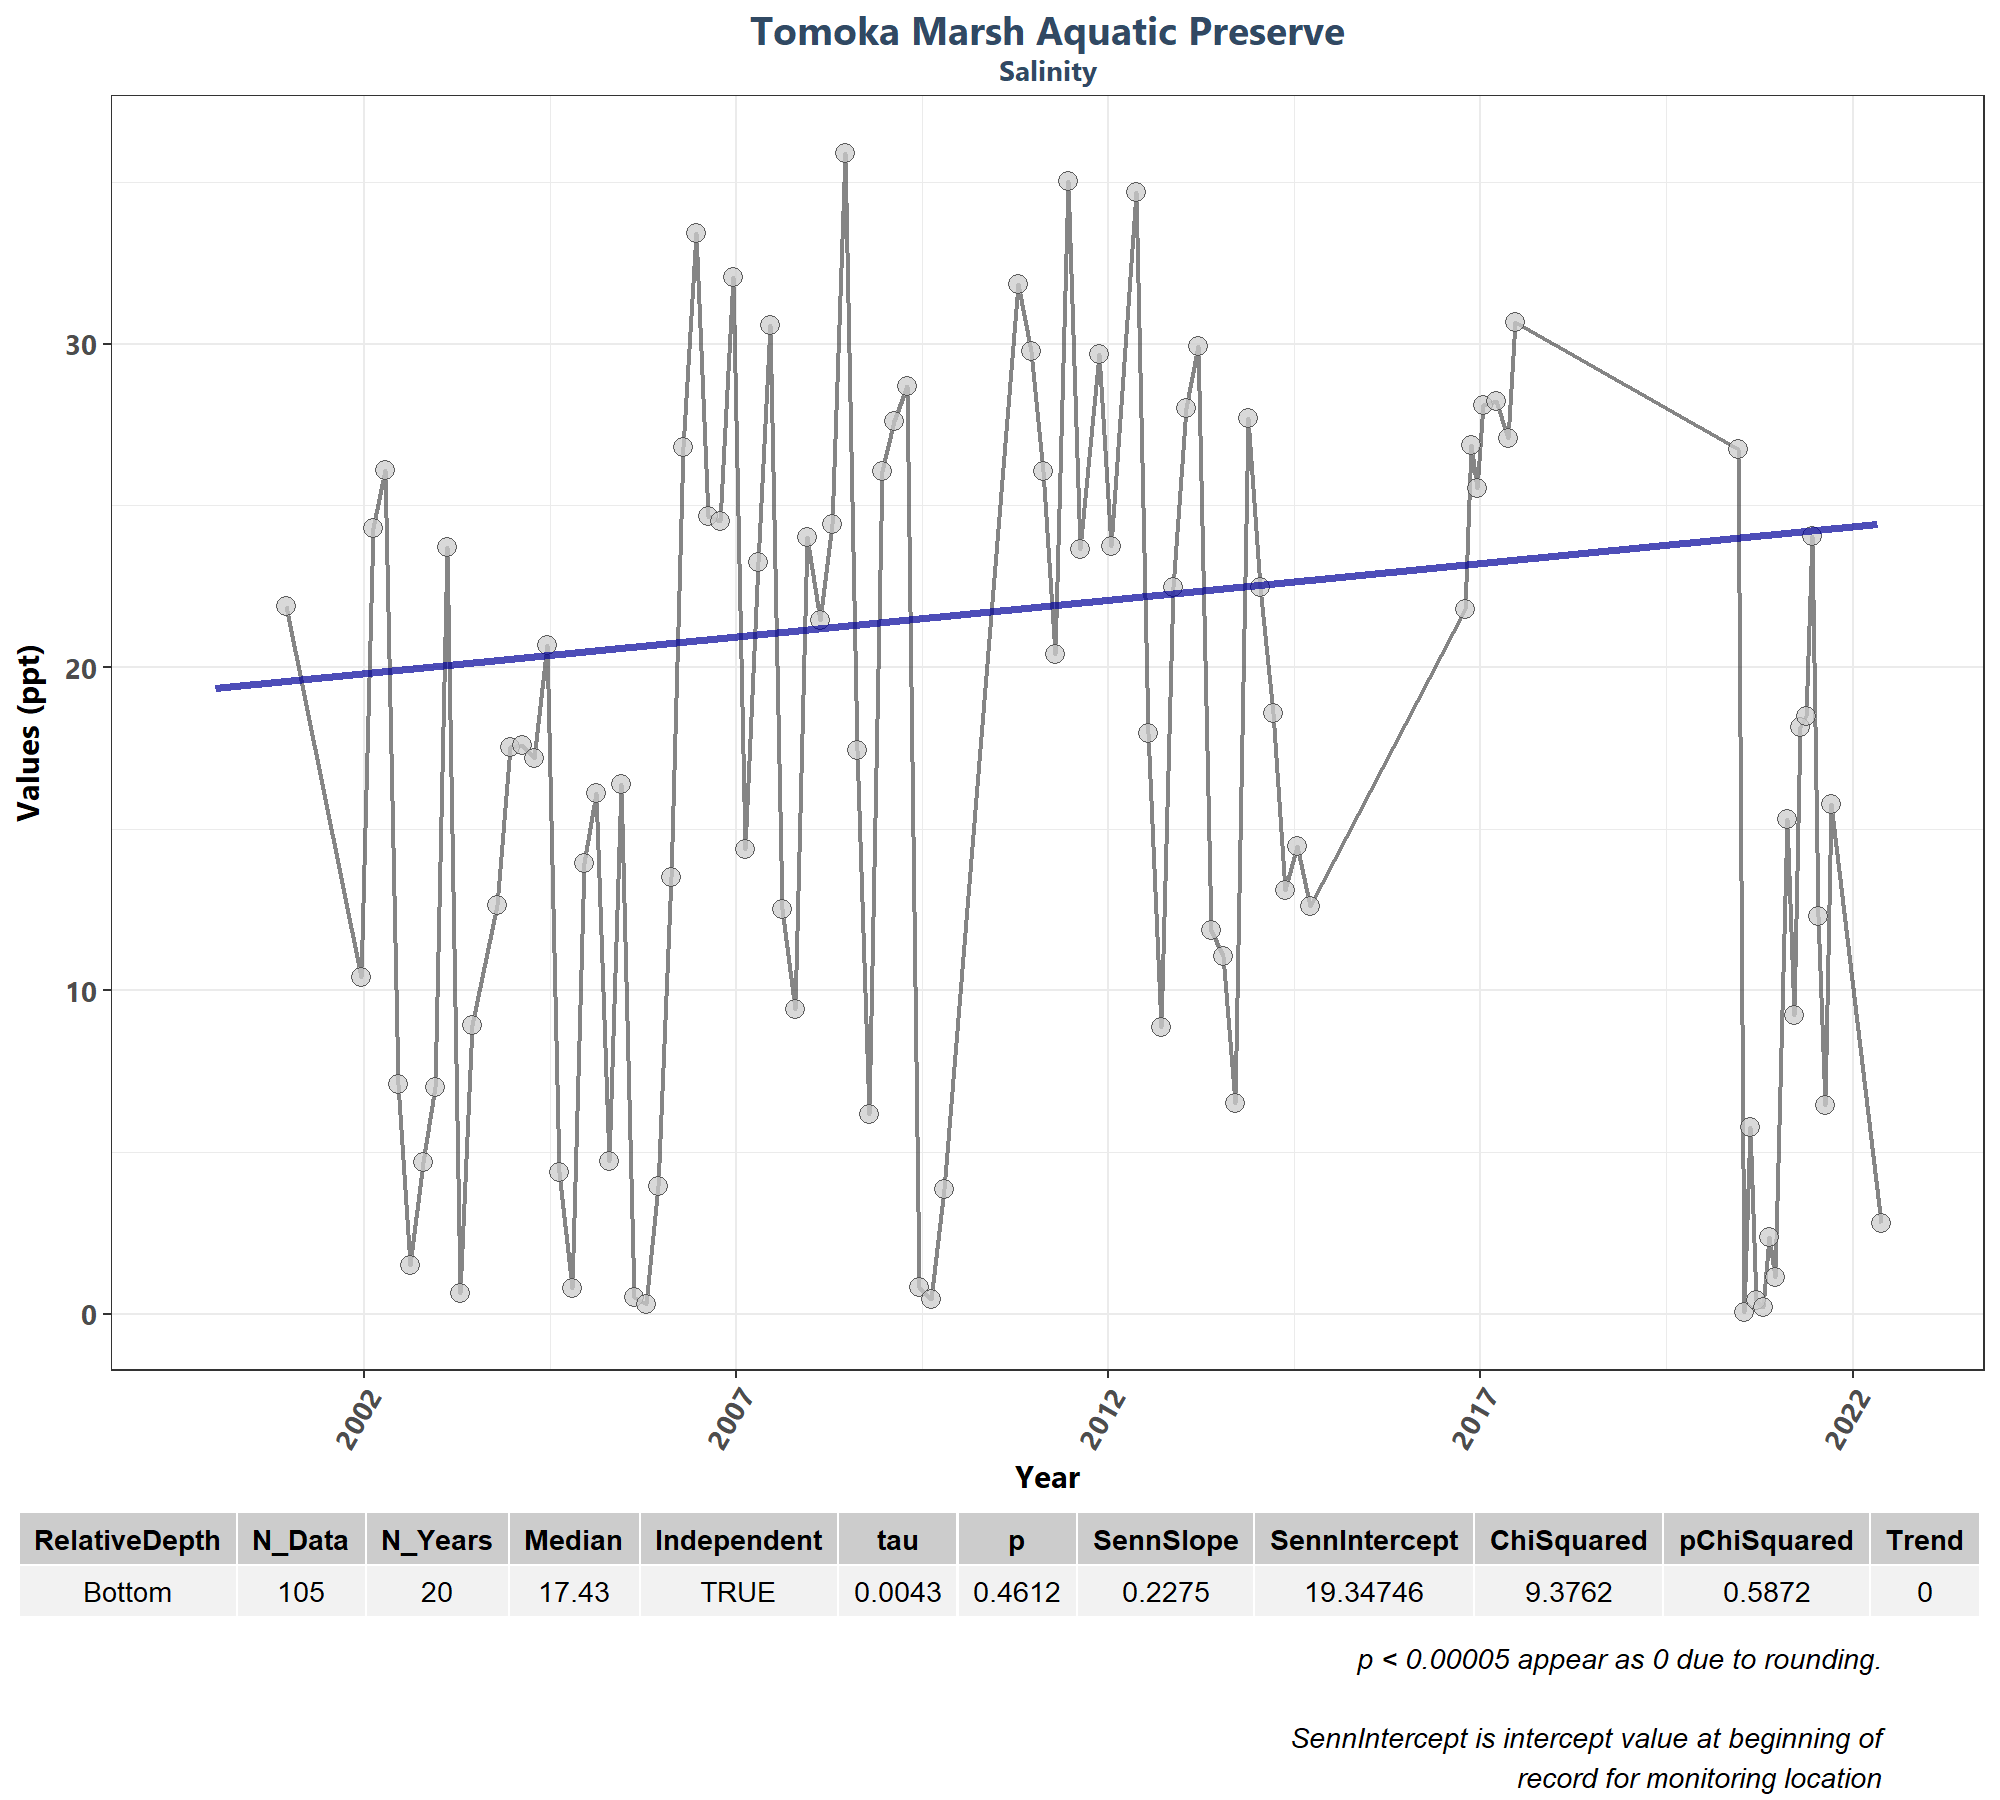 Tomoka Marsh Aquatic Preserve
Salinity
Values (ppt)
30
20
10
0
2002 2007 2012 2017 2022
Year
RelativeDepth N_Data N_Years Median Independent tau p SennSlope SennIntercept ChiSquared pChiSquared Trend
Bottom 105 20 17.43 TRUE 0.0043 0.4612 0.2275 19.34746 9.3762 0.5872 0
p < 0.00005 appear as 0 due to rounding.
SennIntercept is intercept value at beginning of
record for monitoring location